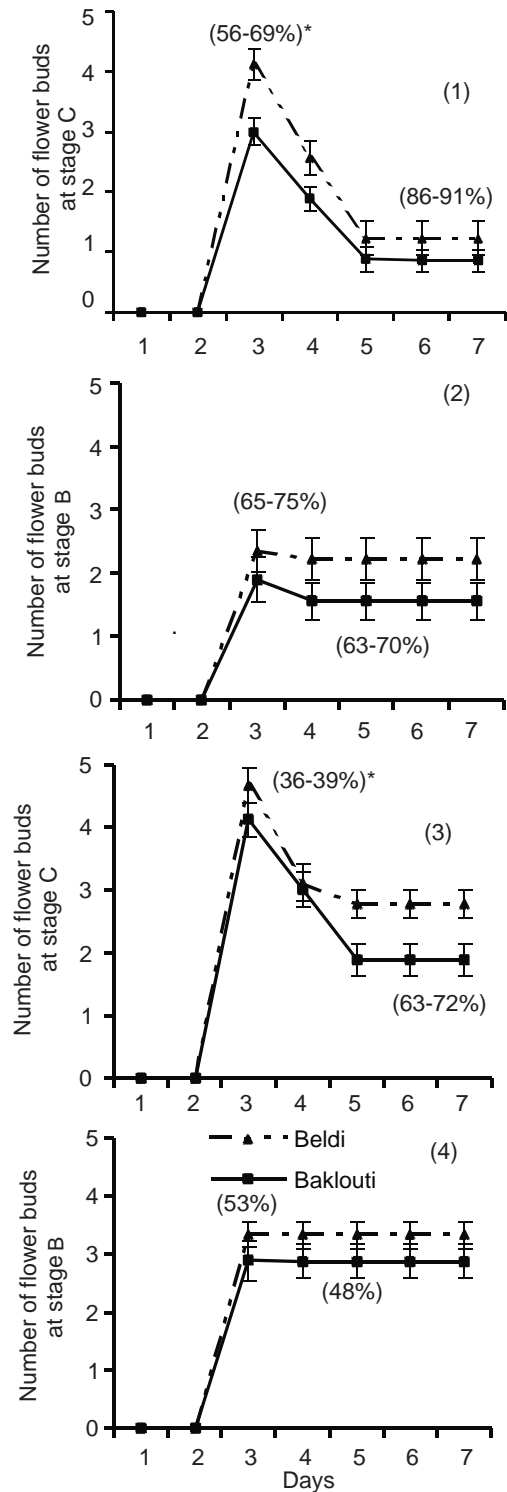 Number of flower buds
at stage C
5
4
3
2
1
0
(56-69%)*
(1)
(86-91%)
1 2 3 4 5 6 7
Number of flower buds
at stage B
5
4
3
2
1
0
(2)
(65-75%)
(63-70%)
1 2 3 4 5 6 7
Number of flower buds
at stage C
5
4
3
2
1
0
(36-39%)*
(3)
(63-72%)
1 2 3 4 5 6 7
Number of flower buds
at stage B
5
4
3
2
1
0
Beldi
(4)
Baklouti
(53%)
(48%)
1 2 3 4 5 6 7
Days